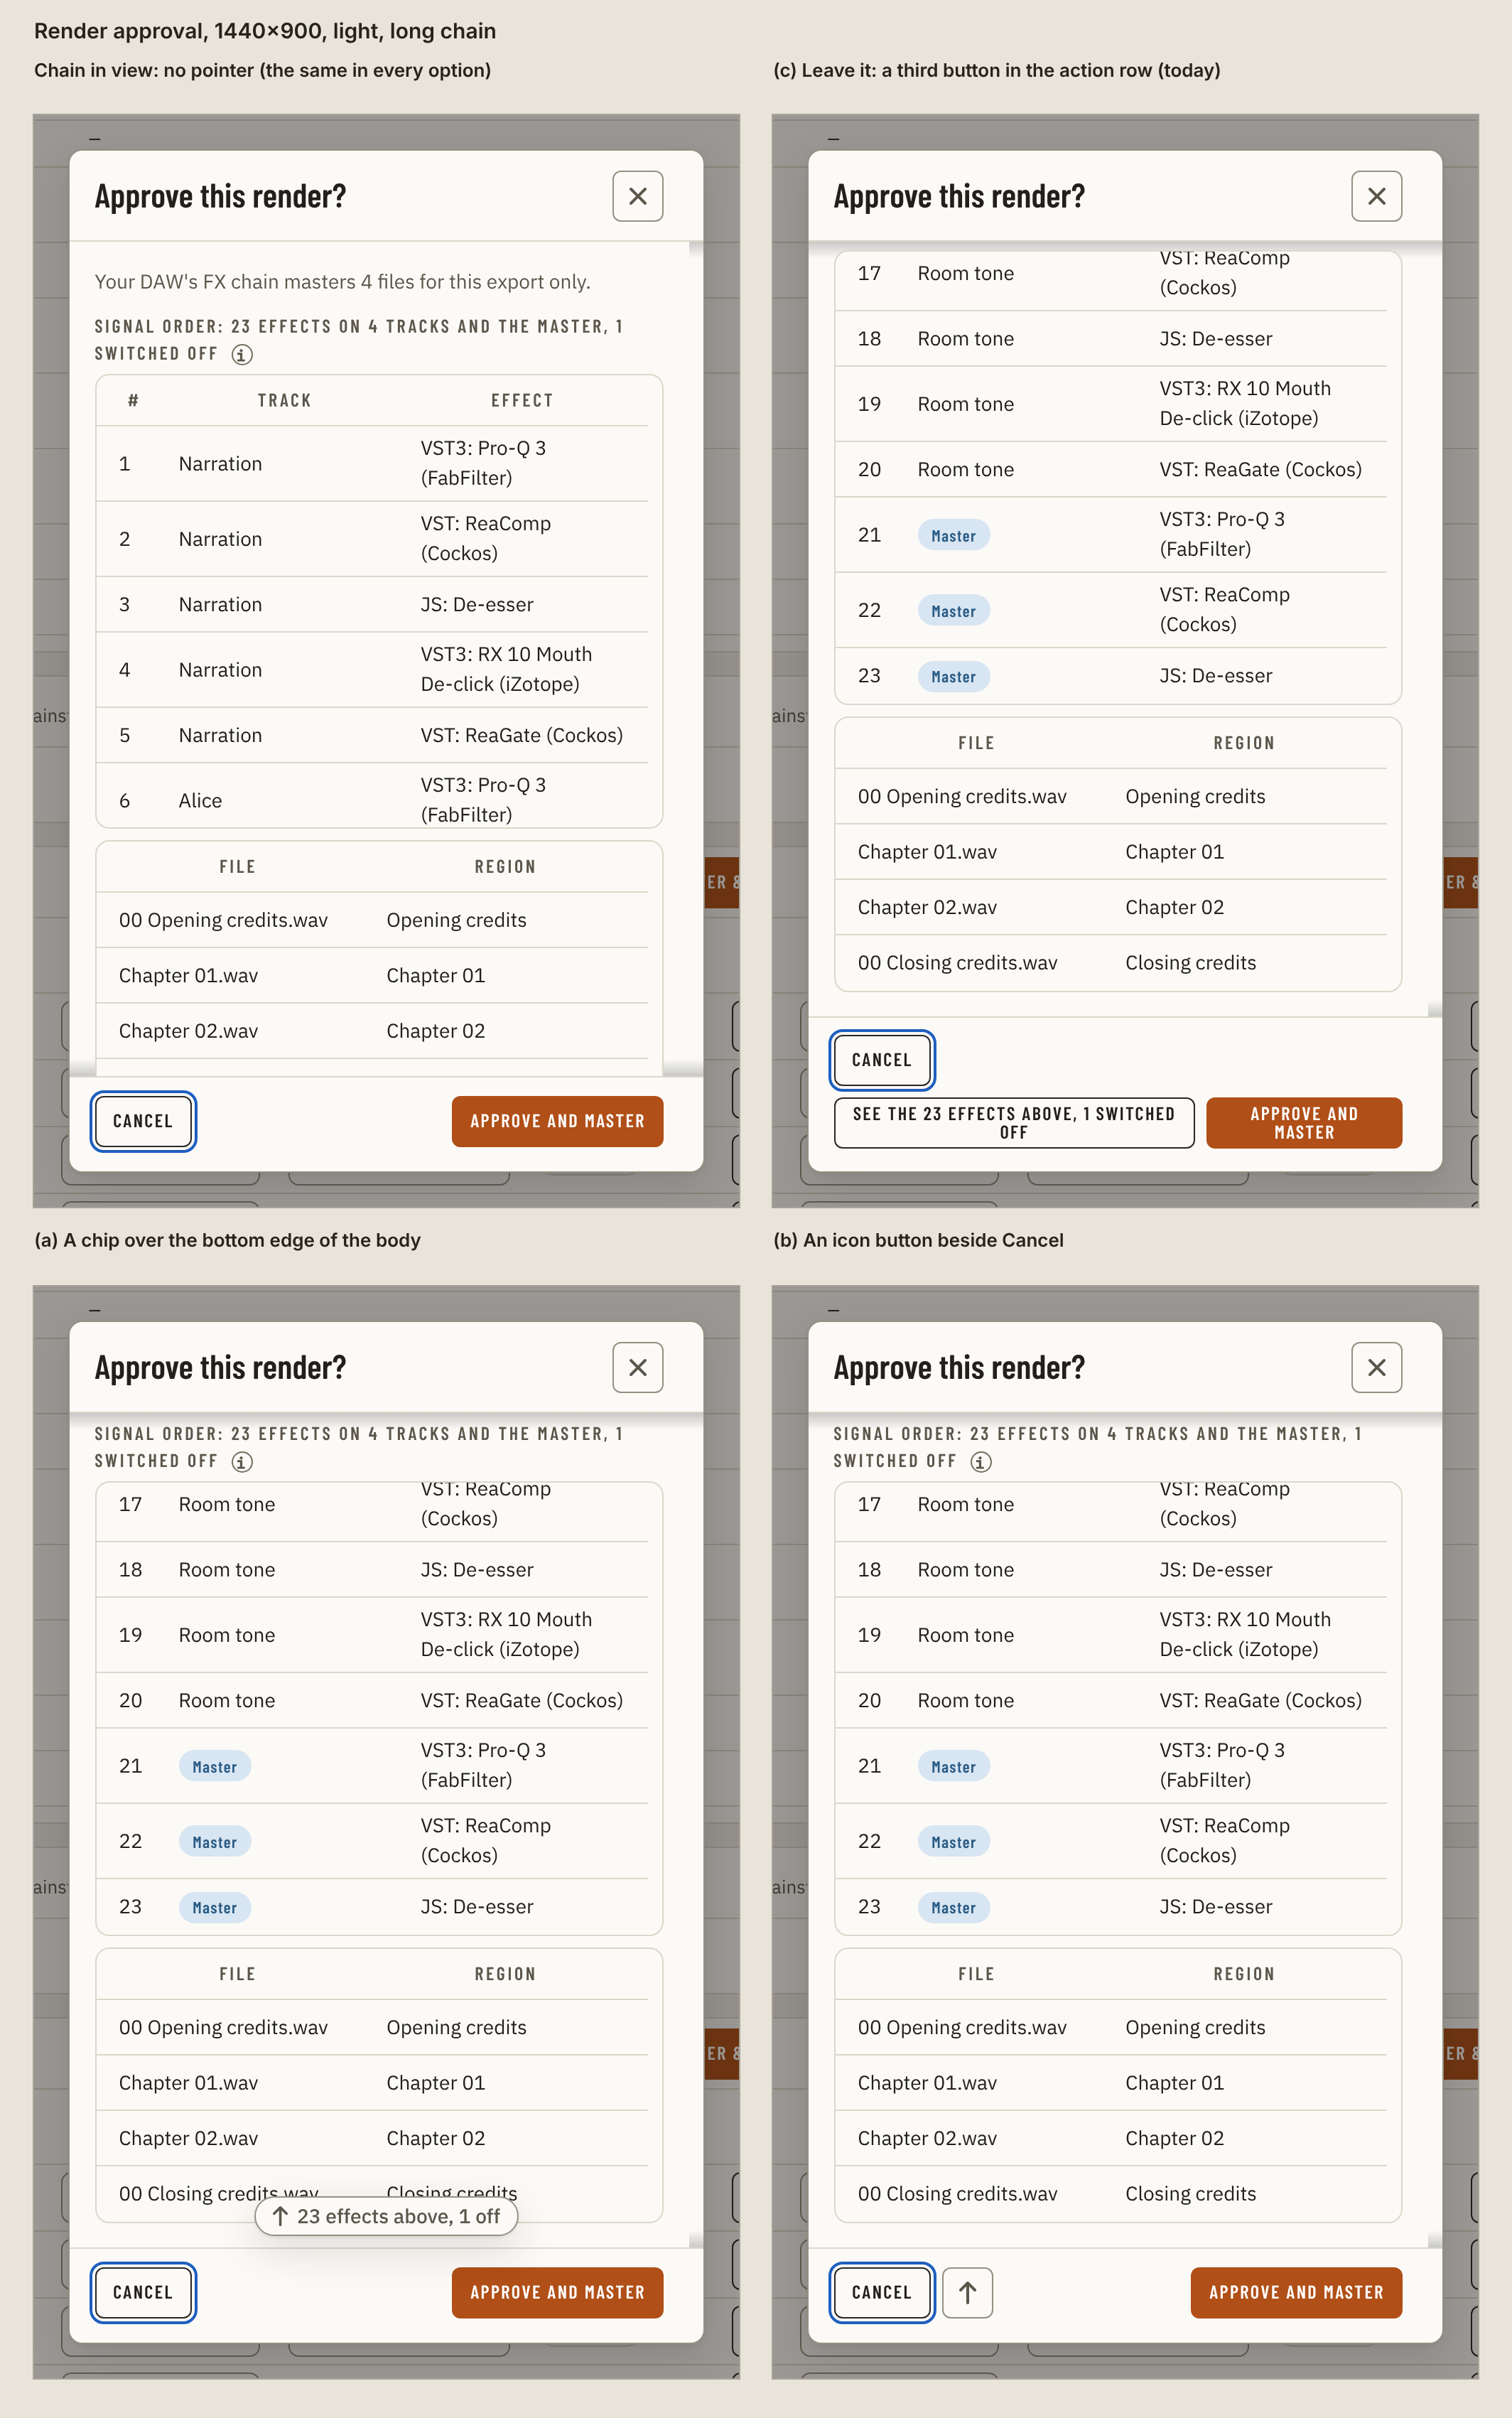 Render approval, 1440×900, light, long chain
Chain in view: no pointer (the same in every option)
–
Approve this render?
Your DAW's FX chain masters 4 files for this export only.
SIGNAL ORDER: 23 EFFECTS ON 4 TRACKS AND THE MASTER, 1
SWITCHED OFF
# TRACK EFFECT
1 Narration VST3: Pro-Q 3
(FabFilter)
2 Narration VST: ReaComp
(Cockos)
3 Narration JS: De-esser
4 Narration VST3: RX 10 Mouth
De-click (iZotope)
5 Narration VST: ReaGate (Cockos)
6 Alice VST3: Pro-Q 3
(FabFilter)
FILE REGION
00 Opening credits.wav Opening credits
Chapter 01.wav Chapter 01
Chapter 02.wav Chapter 02
CANCEL APPROVE AND MASTER
ains
ER &
(c) Leave it: a third button in the action row (today)
–
Approve this render?
17 Room tone VST: ReaComp
(Cockos)
18 Room tone JS: De-esser
19 Room tone VST3: RX 10 Mouth
De-click (iZotope)
20 Room tone VST: ReaGate (Cockos)
21 Master VST3: Pro-Q 3
(FabFilter)
22 Master VST: ReaComp
(Cockos)
23 Master JS: De-esser
FILE REGION
00 Opening credits.wav Opening credits
Chapter 01.wav Chapter 01
Chapter 02.wav Chapter 02
00 Closing credits.wav Closing credits
CANCEL
SEE THE 23 EFFECTS ABOVE, 1 SWITCHED
OFF
APPROVE AND
MASTER
ains
ER &
(a) A chip over the bottom edge of the body
–
Approve this render?
SIGNAL ORDER: 23 EFFECTS ON 4 TRACKS AND THE MASTER, 1
SWITCHED OFF
17 Room tone VST: ReaComp
(Cockos)
18 Room tone JS: De-esser
19 Room tone VST3: RX 10 Mouth
De-click (iZotope)
20 Room tone VST: ReaGate (Cockos)
21 Master VST3: Pro-Q 3
(FabFilter)
22 Master VST: ReaComp
(Cockos)
23 Master JS: De-esser
FILE REGION
00 Opening credits.wav Opening credits
Chapter 01.wav Chapter 01
Chapter 02.wav Chapter 02
00 Closing credits.wav Closing credits
↑ 23 effects above, 1 off
CANCEL APPROVE AND MASTER
ains
ER &
(b) An icon button beside Cancel
–
Approve this render?
SIGNAL ORDER: 23 EFFECTS ON 4 TRACKS AND THE MASTER, 1
SWITCHED OFF
17 Room tone VST: ReaComp
(Cockos)
18 Room tone JS: De-esser
19 Room tone VST3: RX 10 Mouth
De-click (iZotope)
20 Room tone VST: ReaGate (Cockos)
21 Master VST3: Pro-Q 3
(FabFilter)
22 Master VST: ReaComp
(Cockos)
23 Master JS: De-esser
FILE REGION
00 Opening credits.wav Opening credits
Chapter 01.wav Chapter 01
Chapter 02.wav Chapter 02
00 Closing credits.wav Closing credits
CANCEL ↑ APPROVE AND MASTER
ains
ER &